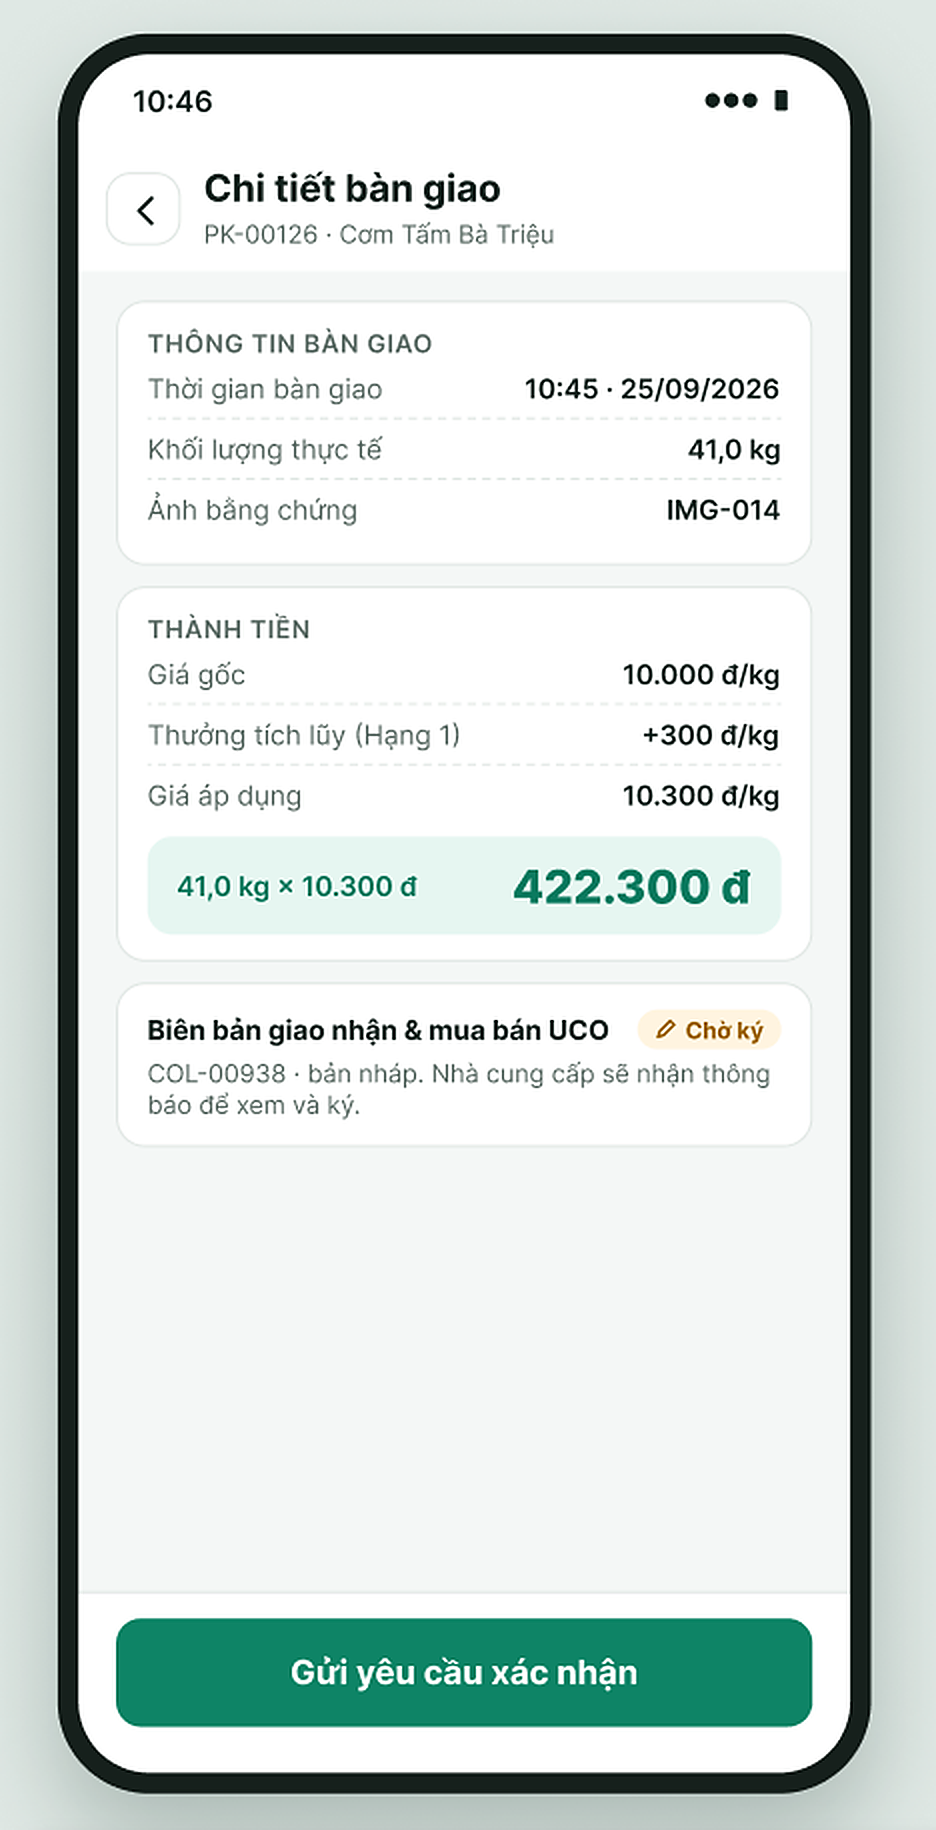 10:46
Chi tiết bàn giao
PK-00126 · Cơm Tấm Bà Triệu
THÔNG TIN BÀN GIAO
Thời gian bàn giao 10:45 · 25/09/2026
Khối lượng thực tế 41,0 kg
Ảnh bằng chứng IMG-014
THÀNH TIỀN
Giá gốc 10.000 đ/kg
Thưởng tích lũy (Hạng 1) +300 đ/kg
Giá áp dụng 10.300 đ/kg
41,0 kg × 10.300 đ 422.300 đ
Biên bản giao nhận & mua bán UCO Chờ ký
COL-00938 · bản nháp. Nhà cung cấp sẽ nhận thông
báo để xem và ký.
Gửi yêu cầu xác nhận